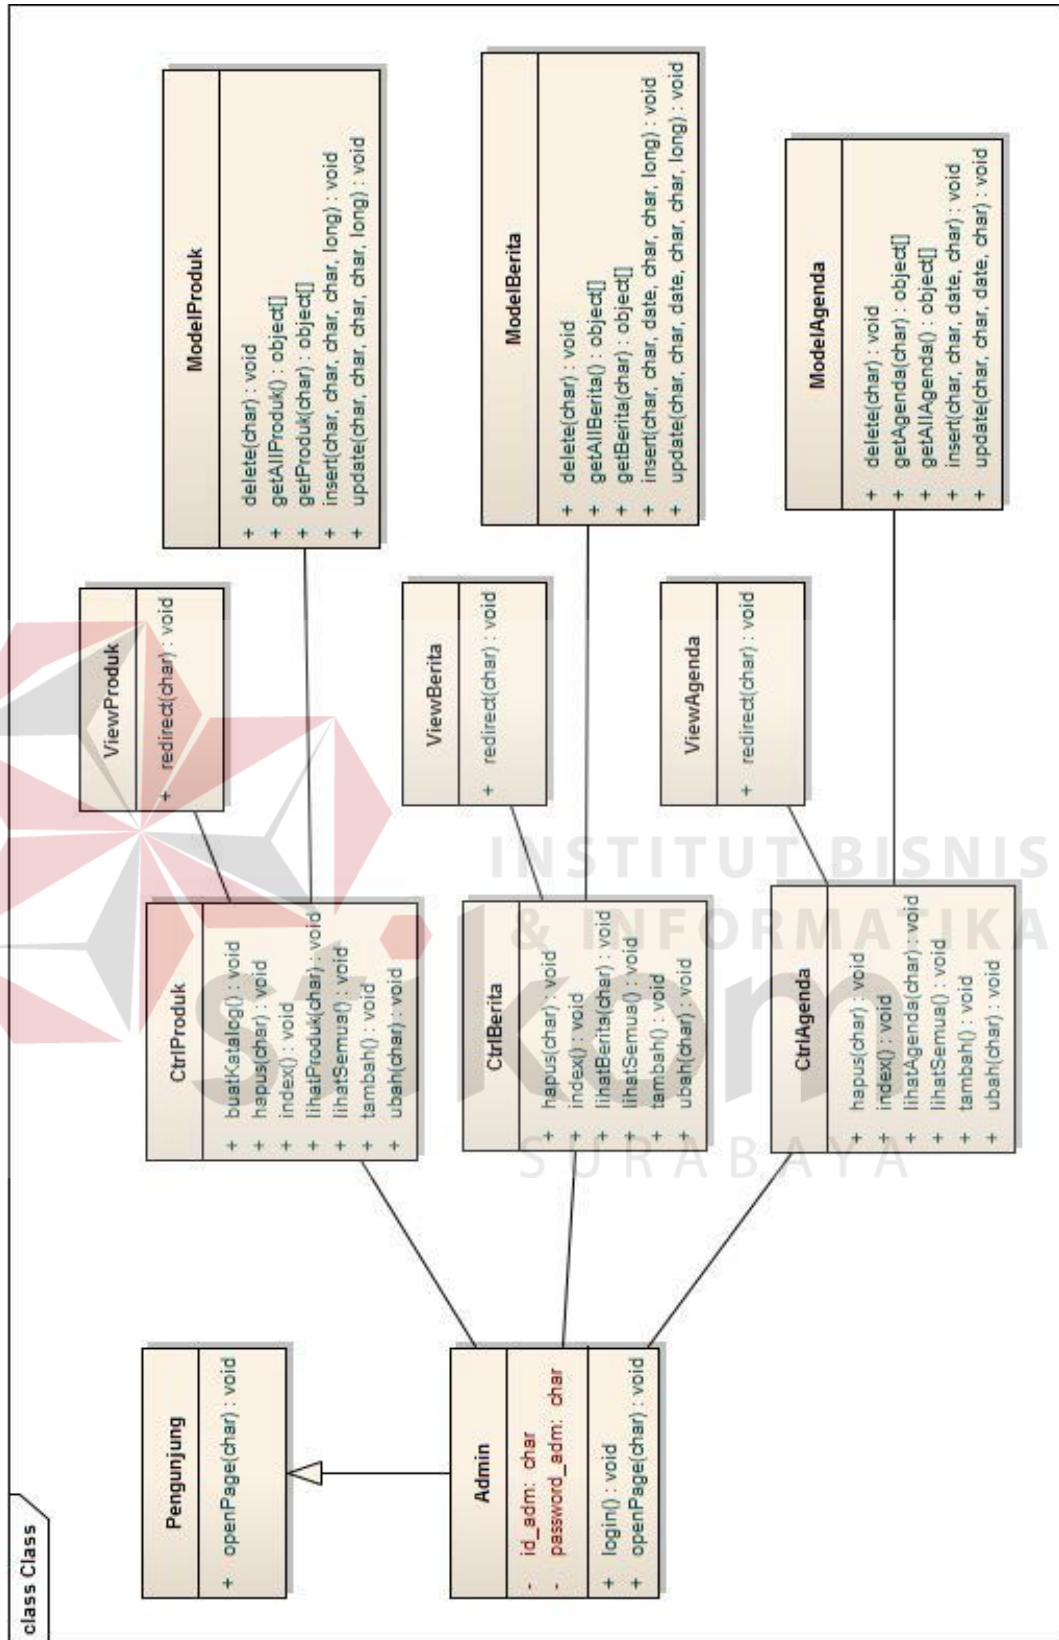 class Class
Pengunjung
+ openPage(char) : void
Admin
- id_adm: char
- password_adm: char
+ login() : void
+ openPage(char) : void
CtrlProduk
+ buatKatalog() : void
+ hapus(char) : void
+ index() : void
+ lihatProduk(char) : void
+ lihatSemua() : void
+ tambah() : void
+ ubah(char) : void
CtrlBerita
+ hapus(char) : void
+ index() : void
+ lihatBerita(char) : void
+ lihatSemua() : void
+ tambah() : void
+ ubah(char) : void
CtrlAgenda
+ hapus(char) : void
+ index() : void
+ lihatAgenda(char) : void
+ lihatSemua() : void
+ tambah() : void
+ ubah(char) : void
ViewProduk
+ redirect(char) : void
ViewBerita
+ redirect(char) : void
ViewAgenda
+ redirect(char) : void
ModelProduk
+ delete(char) : void
+ getAllProduk() : object[]
+ getProduk(char) : object[]
+ insert(char, char, char, char, long) : void
+ update(char, char, char, char, long) : void
ModelBerita
+ delete(char) : void
+ getAllBerita() : object[]
+ getBerita(char) : object[]
+ insert(char, char, date, char, char, long) : void
+ update(char, char, date, char, char, long) : void
ModelAgenda
+ delete(char) : void
+ getAgenda(char) : object[]
+ getAllAgenda() : object[]
+ insert(char, char, date, char) : void
+ update(char, char, date, char) : void
INSTITUT BISNIS
& INFORMATIKA
stikom
SURABAYA